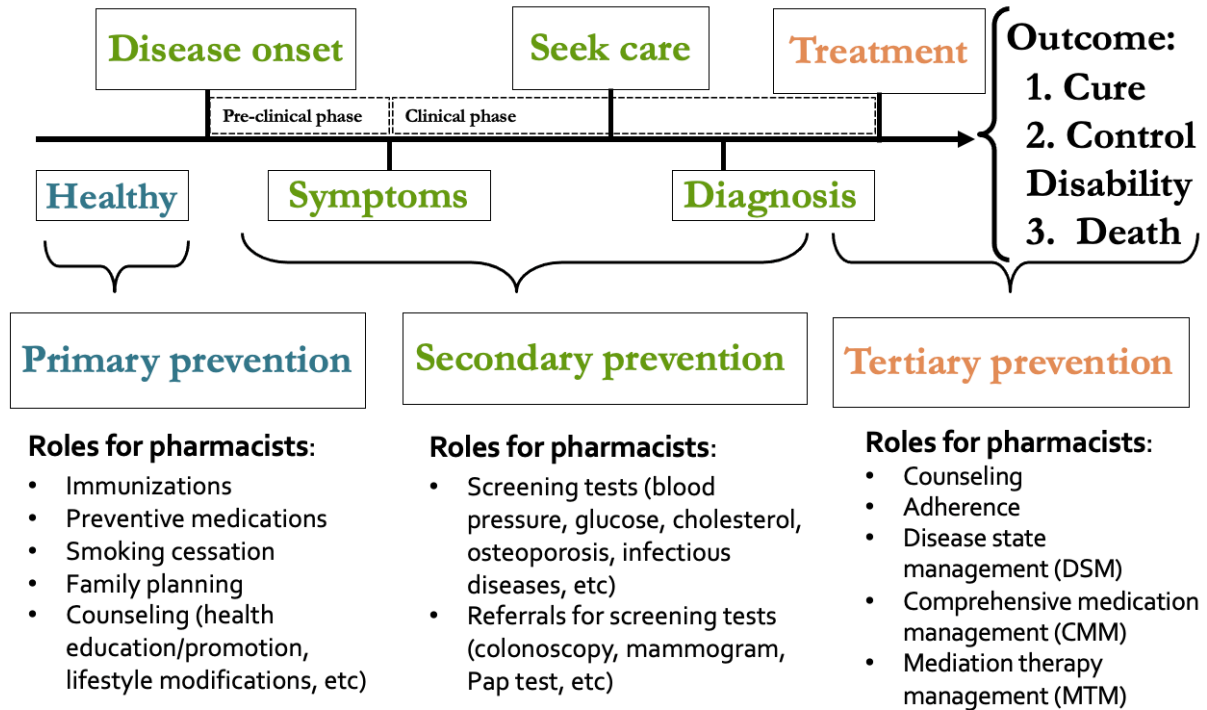 Disease onset
Seek care
Treatment
Outcome:
1. Cure
2. Control
Disability
3. Death
Pre-clinical phase
Clinical phase
Healthy
Symptoms
Diagnosis
Primary prevention
Secondary prevention
Tertiary prevention
Roles for pharmacists:
• Immunizations
• Preventive medications
• Smoking cessation
• Family planning
• Counseling (health
education/promotion,
lifestyle modifications, etc)
Roles for pharmacists:
• Screening tests (blood
pressure, glucose, cholesterol,
osteoporosis, infectious
diseases, etc)
• Referrals for screening tests
(colonoscopy, mammogram,
Pap test, etc)
Roles for pharmacists:
• Counseling
• Adherence
• Disease state
management (DSM)
• Comprehensive medication
management (CMM)
• Mediation therapy
management (MTM)